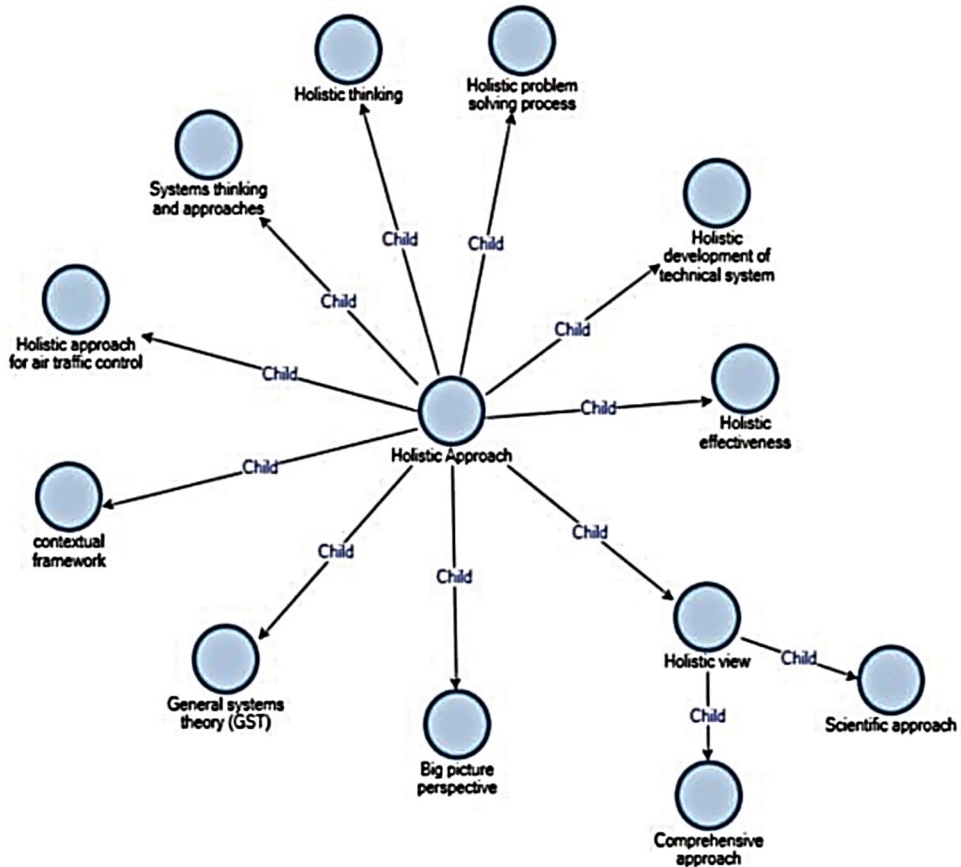 Holistic thinking
Holistic problem
solving process
Systems thinking
and approaches
Holistic
development of
technical system
Child
Child
Child
Child
Holistic approach
for air traffic control
Child
Child
Holistic
effectiveness
Holistic Approach
Child
contextual
framework
Child
Child
Child
Holistic view
Child
Scientific approach
General systems
theory (GST)
Child
Big picture
perspective
Comprehensive
approach